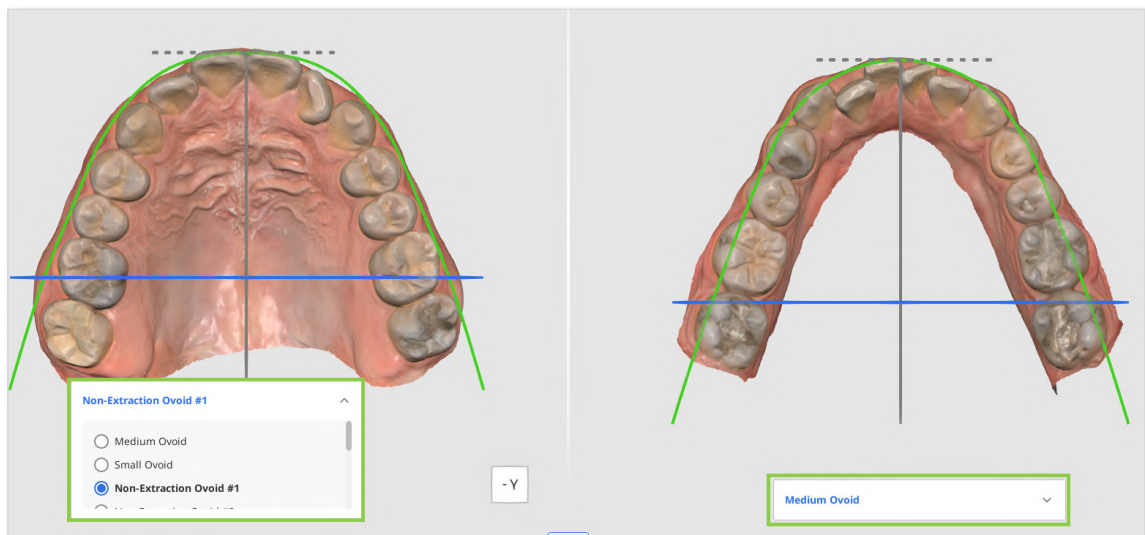 Non-Extraction Ovoid #1
Medium Ovoid
Small Ovoid
Non-Extraction Ovoid #1
- Y
Medium Ovoid